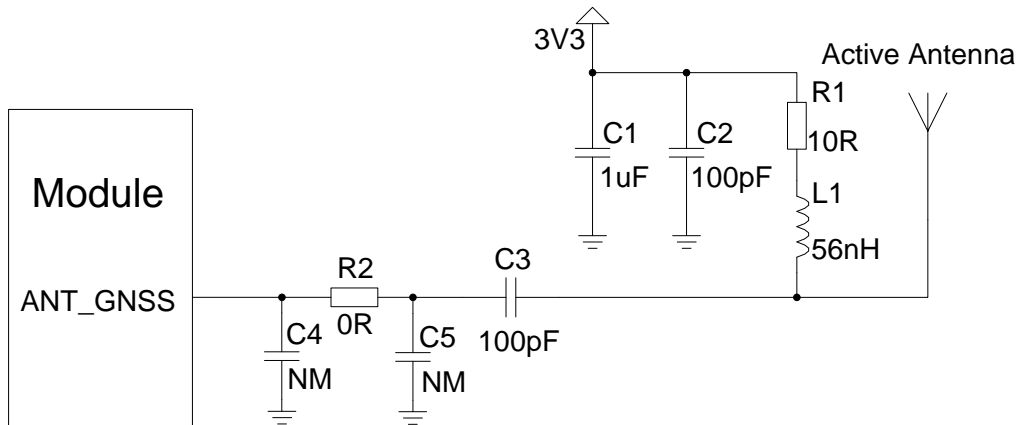 3V3
Active Antenna
R1
10R
C1
1uF
C2
100pF
L1
56nH
Module
ANT_GNSS
R2
0R
C3
100pF
C4
NM
C5
NM